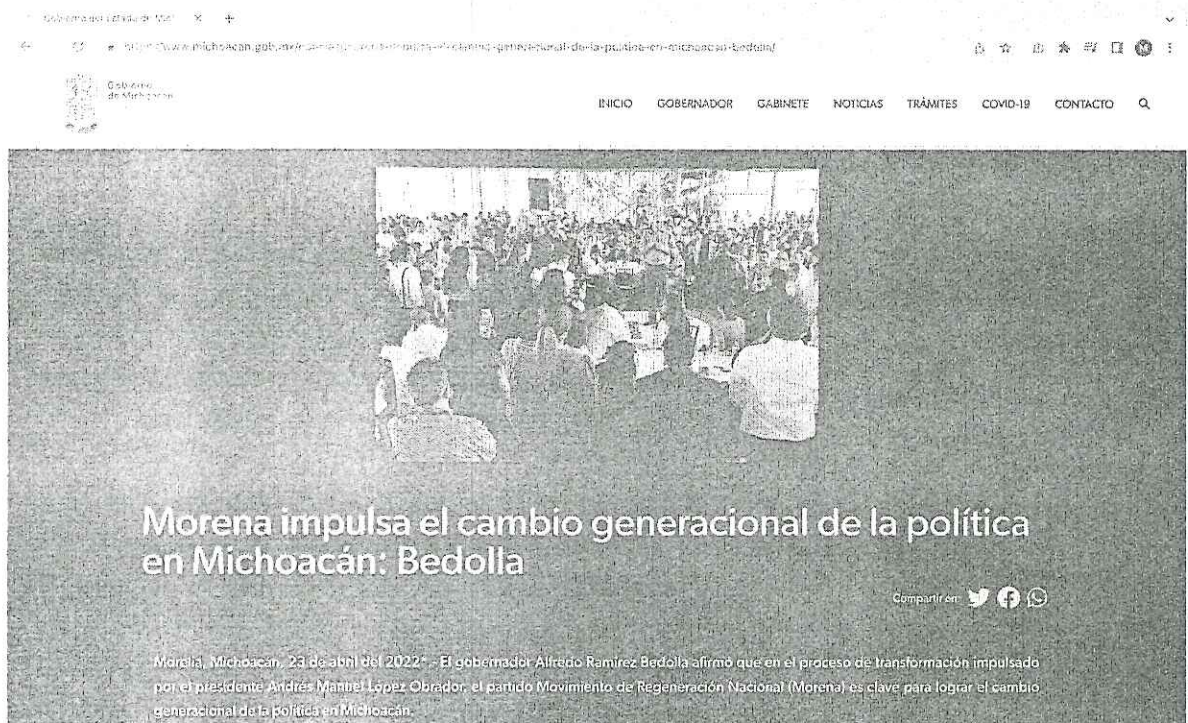 Gobierno
de Michoacán
INICIO GOBERNADOR GABINETE NOTICIAS TRÁMITES COVID-19 CONTACTO
Morena impulsa el cambio generacional de la política
en Michoacán: Bedolla
Compartir en:
Morelia, Michoacán, 23 de abril del 2022*.- El gobernador Alfredo Ramírez Bedolla afirmó que en el proceso de transformación impulsado
por el presidente Andrés Manuel López Obrador, el partido Movimiento de Regeneración Nacional (Morena) es clave para lograr el cambio
generacional de la política en Michoacán.